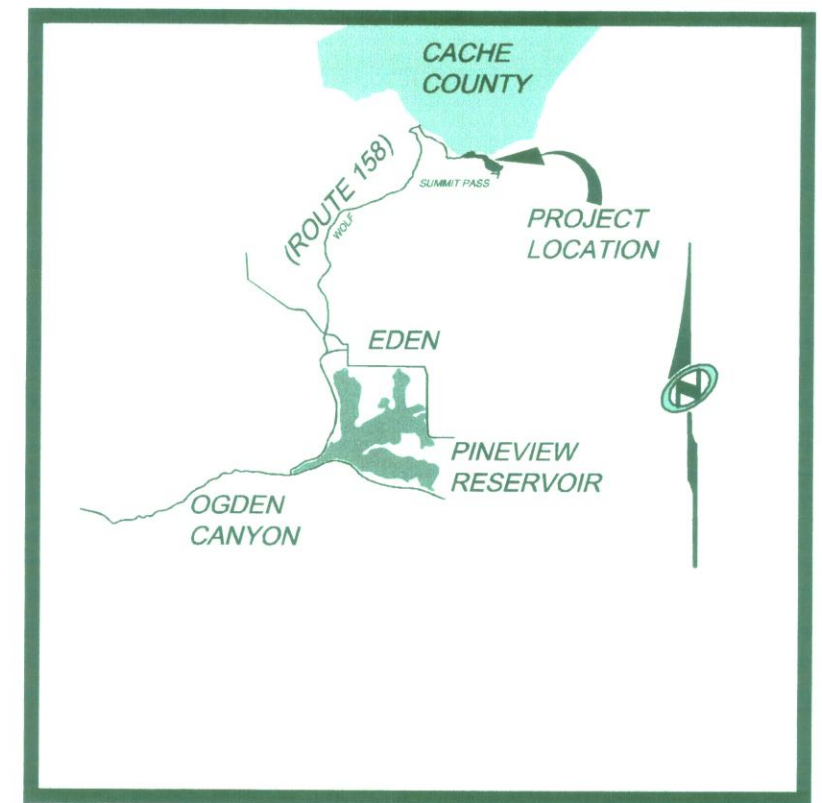 CACHE
COUNTY
(ROUTE 158)
WOLF
SUMMIT PASS
PROJECT
LOCATION
EDEN
N
PINEVIEW
RESERVOIR
OGDEN
CANYON